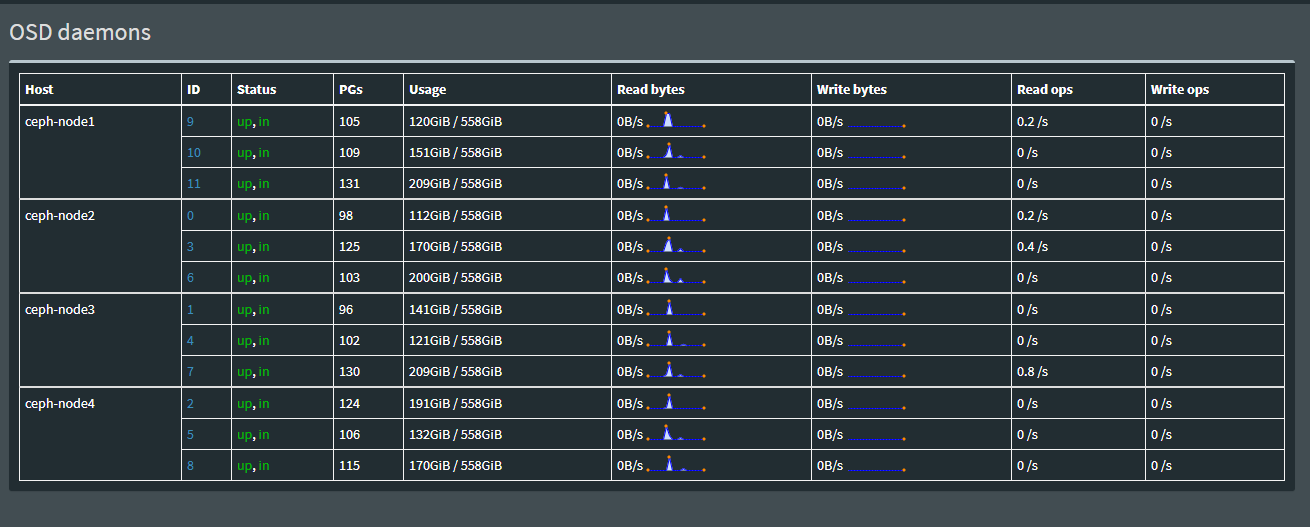 OSD daemons
Host ID Status PGs Usage Read bytes Write bytes Read ops Write ops
ceph-node1 9 up, in 105 120GiB / 558GiB 0B/s 0B/s 0.2 /s 0 /s
10 up, in 109 151GiB / 558GiB 0B/s 0B/s 0 /s 0 /s
11 up, in 131 209GiB / 558GiB 0B/s 0B/s 0 /s 0 /s
ceph-node2 0 up, in 98 112GiB / 558GiB 0B/s 0B/s 0.2 /s 0 /s
3 up, in 125 170GiB / 558GiB 0B/s 0B/s 0.4 /s 0 /s
6 up, in 103 200GiB / 558GiB 0B/s 0B/s 0 /s 0 /s
ceph-node3 1 up, in 96 141GiB / 558GiB 0B/s 0B/s 0 /s 0 /s
4 up, in 102 121GiB / 558GiB 0B/s 0B/s 0 /s 0 /s
7 up, in 130 209GiB / 558GiB 0B/s 0B/s 0.8 /s 0 /s
ceph-node4 2 up, in 124 191GiB / 558GiB 0B/s 0B/s 0 /s 0 /s
5 up, in 106 132GiB / 558GiB 0B/s 0B/s 0 /s 0 /s
8 up, in 115 170GiB / 558GiB 0B/s 0B/s 0 /s 0 /s